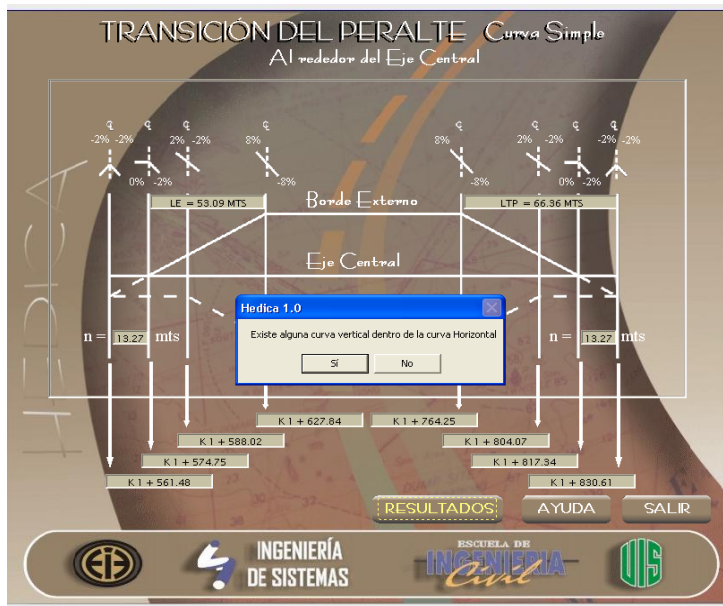 TRANSICIÓN DEL PERALTE Curva Simple
Al rededor del Eje Central
-2% -2%
2% -2%
8%
8%
2% -2%
-2% -2%
0% -2%
-8%
-8%
0% -2%
LE = 53.09 MTS
Borde Externo
LTP = 66.36 MTS
Eje Central
HEDICA
Hedica 1.0
Existe alguna curva vertical dentro de la curva Horizontal
Sí
No
n = 13.27 mts
n = 13.27 mts
K 1 + 627.84
K 1 + 764.25
K 1 + 588.02
K 1 + 804.07
K 1 + 574.75
K 1 + 817.34
K 1 + 561.48
K 1 + 830.61
RESULTADOS
AYUDA
SALIR
INGENIERÍA
DE SISTEMAS
ESCUELA DE
INGENIERIA
Civil
UIS